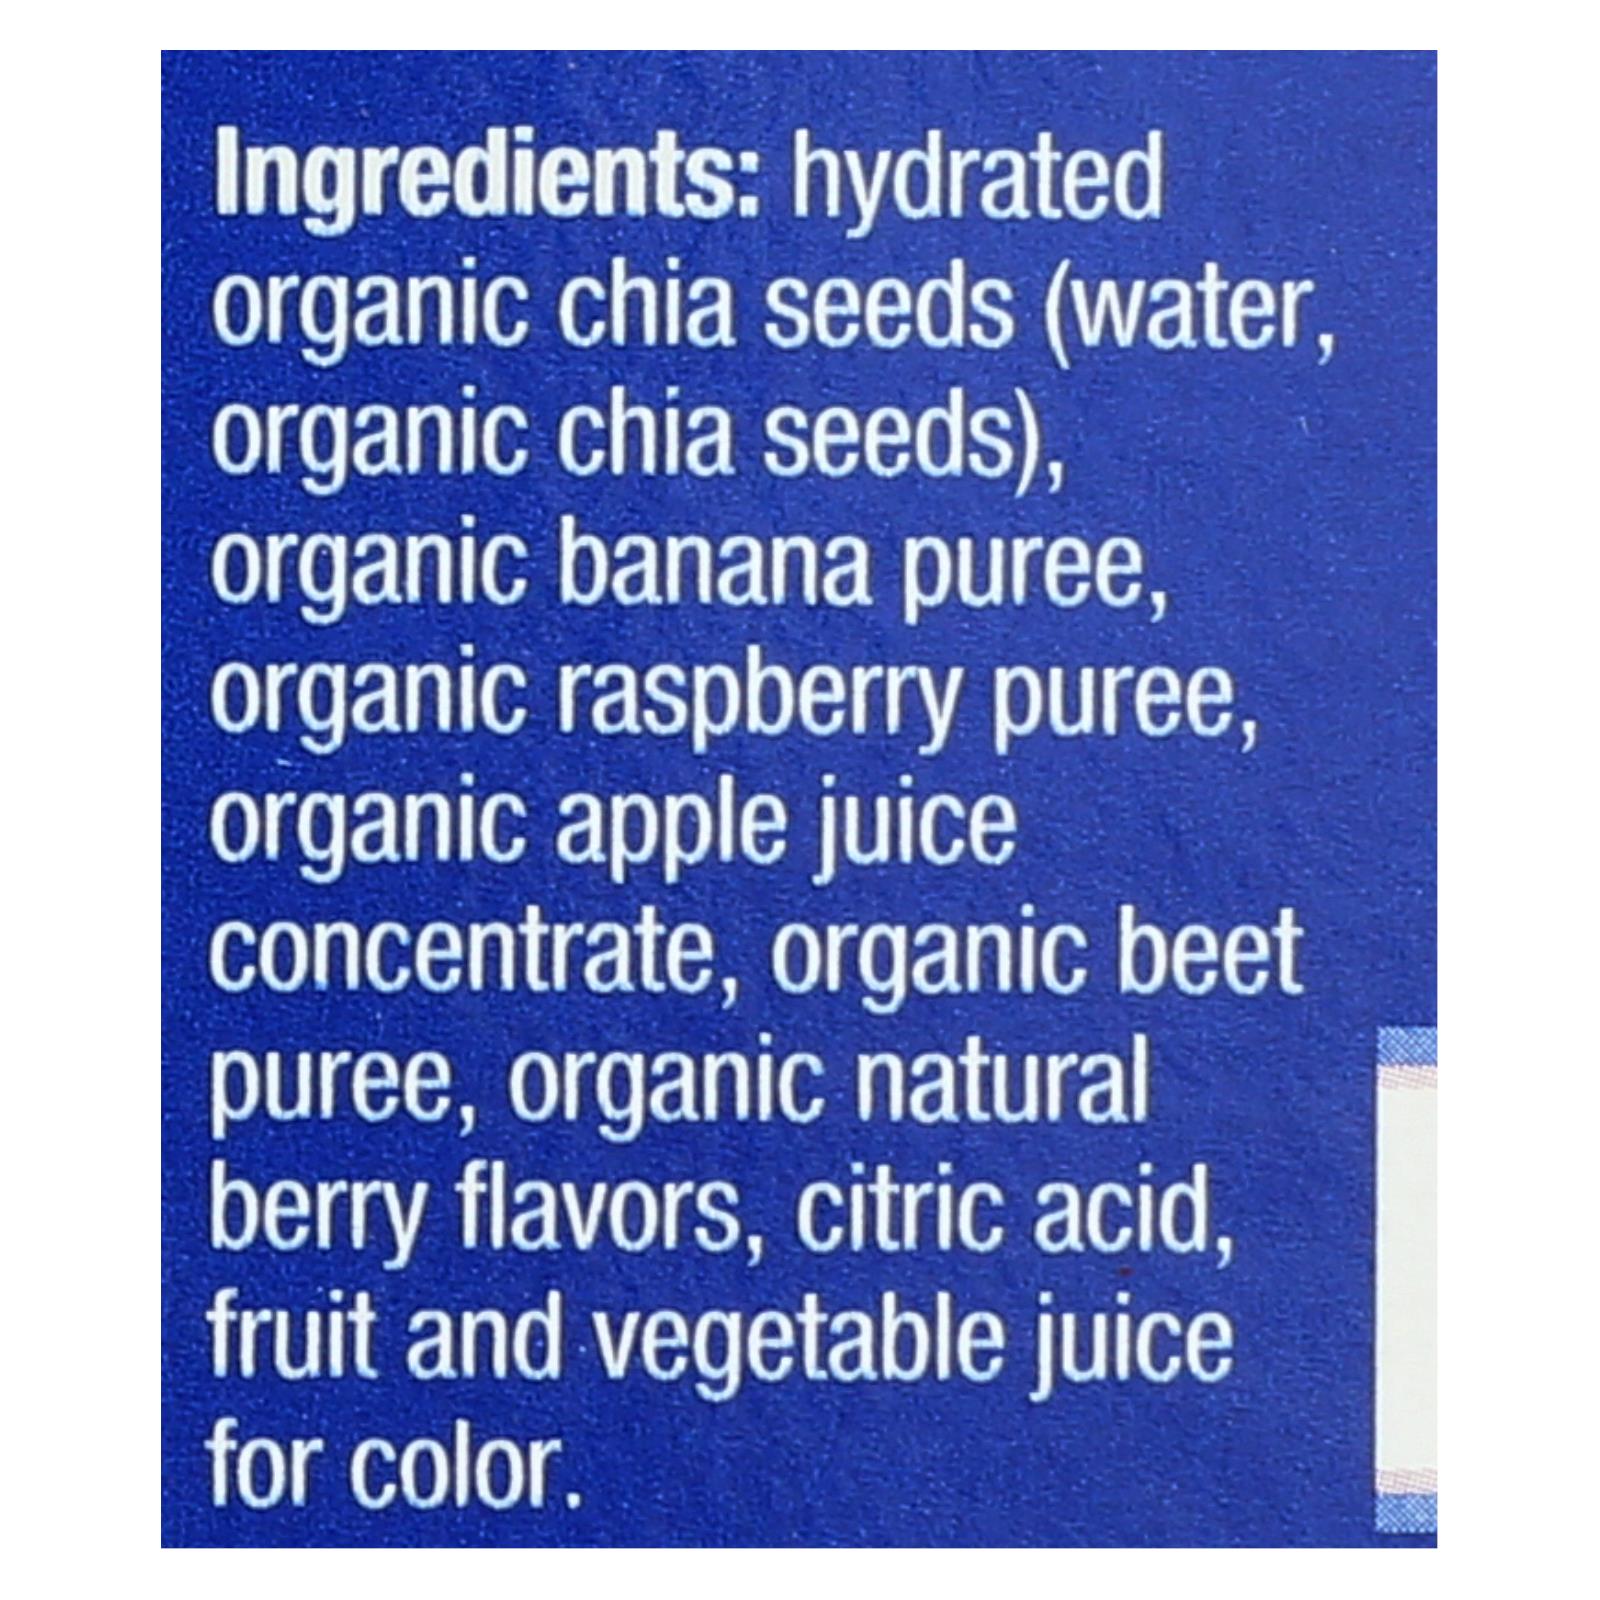 Ingredients: hydrated
organic chia seeds (water,
organic chia seeds),
organic banana puree,
organic raspberry puree,
organic apple juice
concentrate, organic beet
puree, organic natural
berry flavors, citric acid,
fruit and vegetable juice
for color.